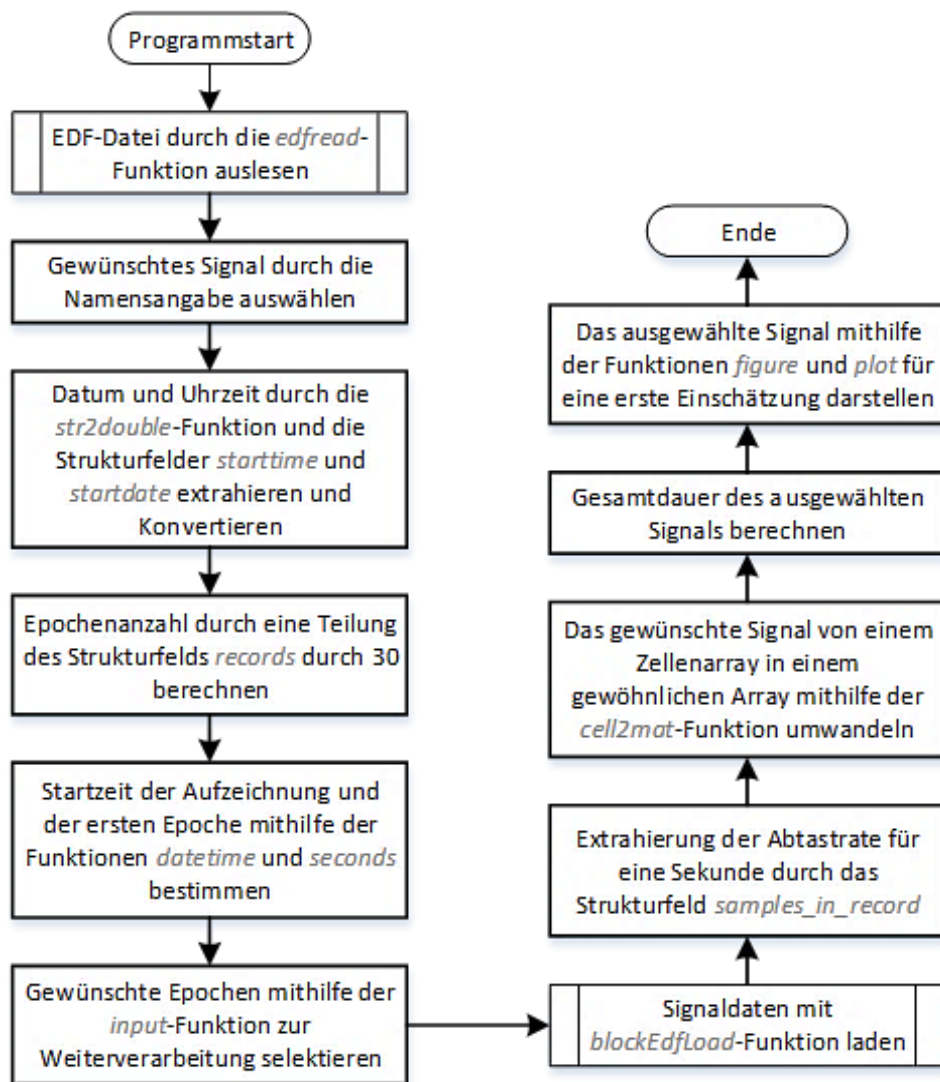 Programmstart
EDF-Datei durch die edfread-
Funktion auslesen
Gewünschtes Signal durch die
Namensangabe auswählen
Datum und Uhrzeit durch die
str2double-Funktion und die
Strukturfelder starttime und
startdate extrahieren und
Konvertieren
Epochenanzahl durch eine Teilung
des Strukturfelds records durch 30
berechnen
Startzeit der Aufzeichnung und
der ersten Epoche mithilfe der
Funktionen datetime und seconds
bestimmen
Gewünschte Epochen mithilfe der
input-Funktion zur
Weiterverarbeitung selektieren
Signaldaten mit
blockEdfLoad-Funktion laden
Extrahierung der Abtastrate für
eine Sekunde durch das
Strukturfeld samples_in_record
Das gewünschte Signal von einem
Zellenarray in einem
gewöhnlichen Array mithilfe der
cell2mat-Funktion umwandeln
Gesamtdauer des ausgewählten
Signals berechnen
Das ausgewählte Signal mithilfe
der Funktionen figure und plot für
eine erste Einschätzung darstellen
Ende